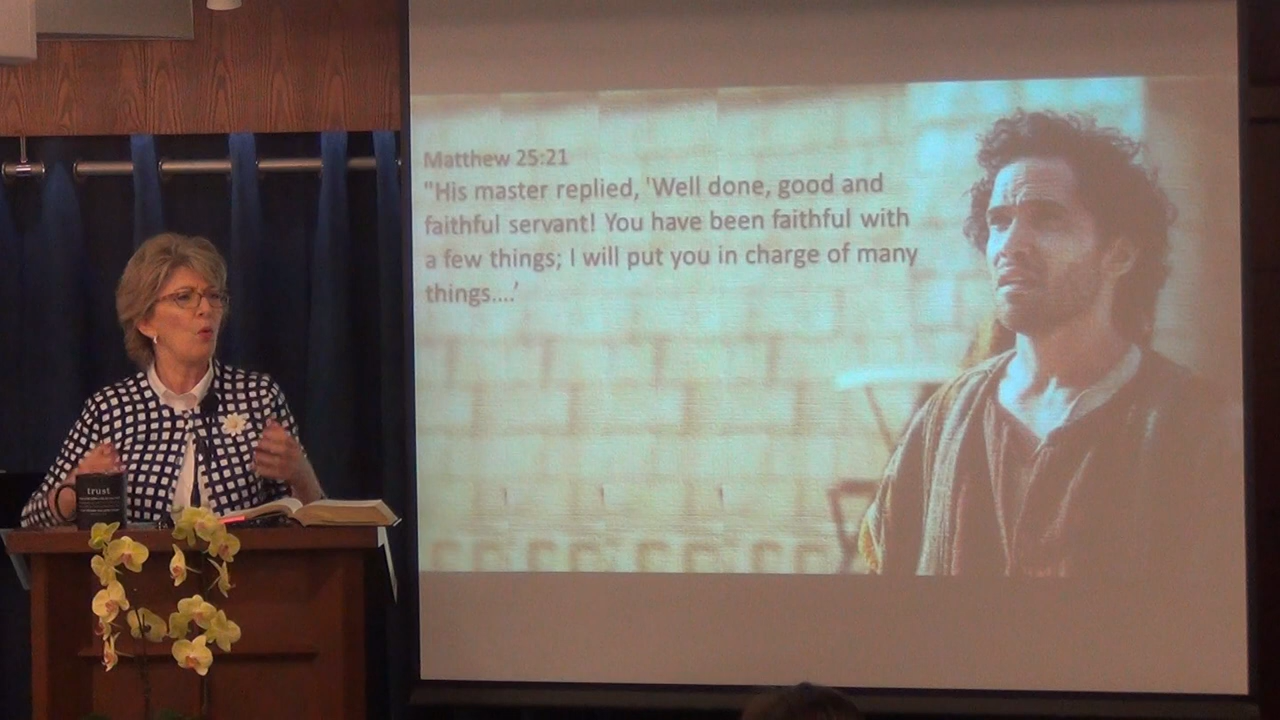 Matthew 25:21
"His master replied, 'Well done, good and
faithful servant! You have been faithful with
a few things; I will put you in charge of many
things....'
trust